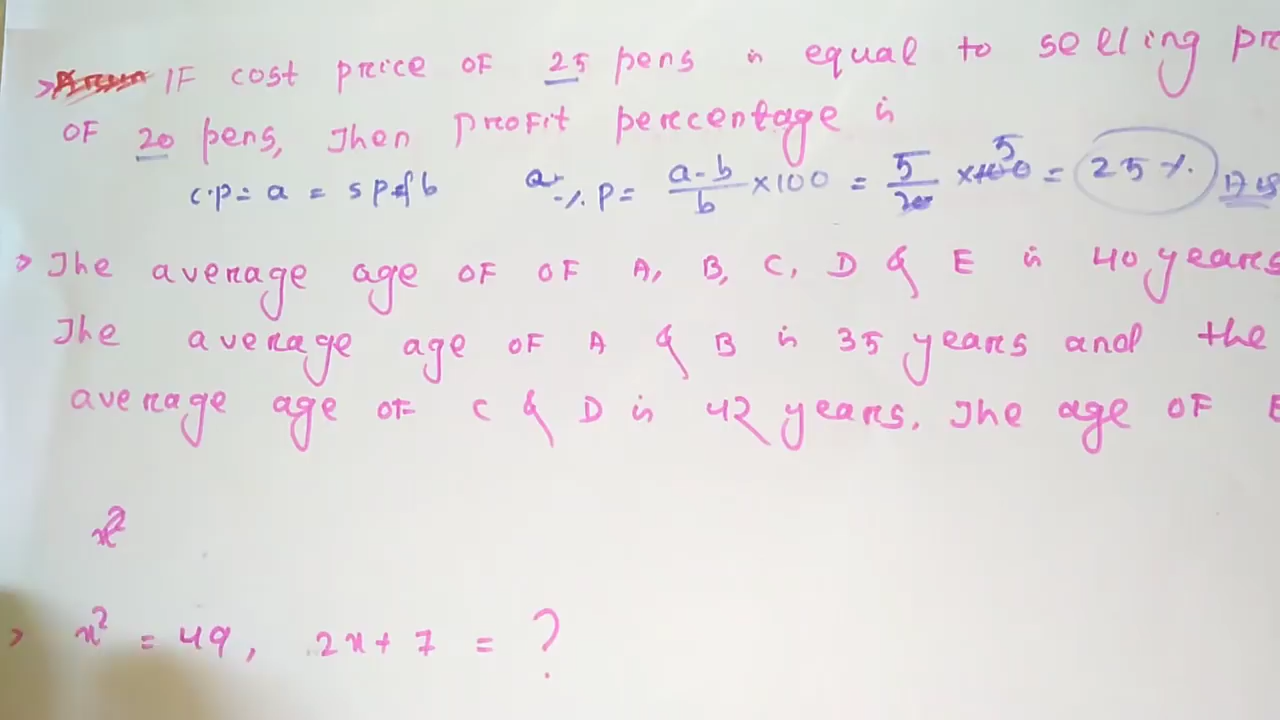 IF cost price OF 25 pens is equal to selling
OF 20 pens, Then profit percentage is
c.p = a = s p of b % P = a-b/b ×100 = 5/20 ×100 5 = 25 %.
The average age OF OF A, B, C, D & E is 40 years
The average age OF A & B is 35 years and the
average age OF C & D is 42 years. The age OF E
x²
x² = 49, 2x+ 7 = ?